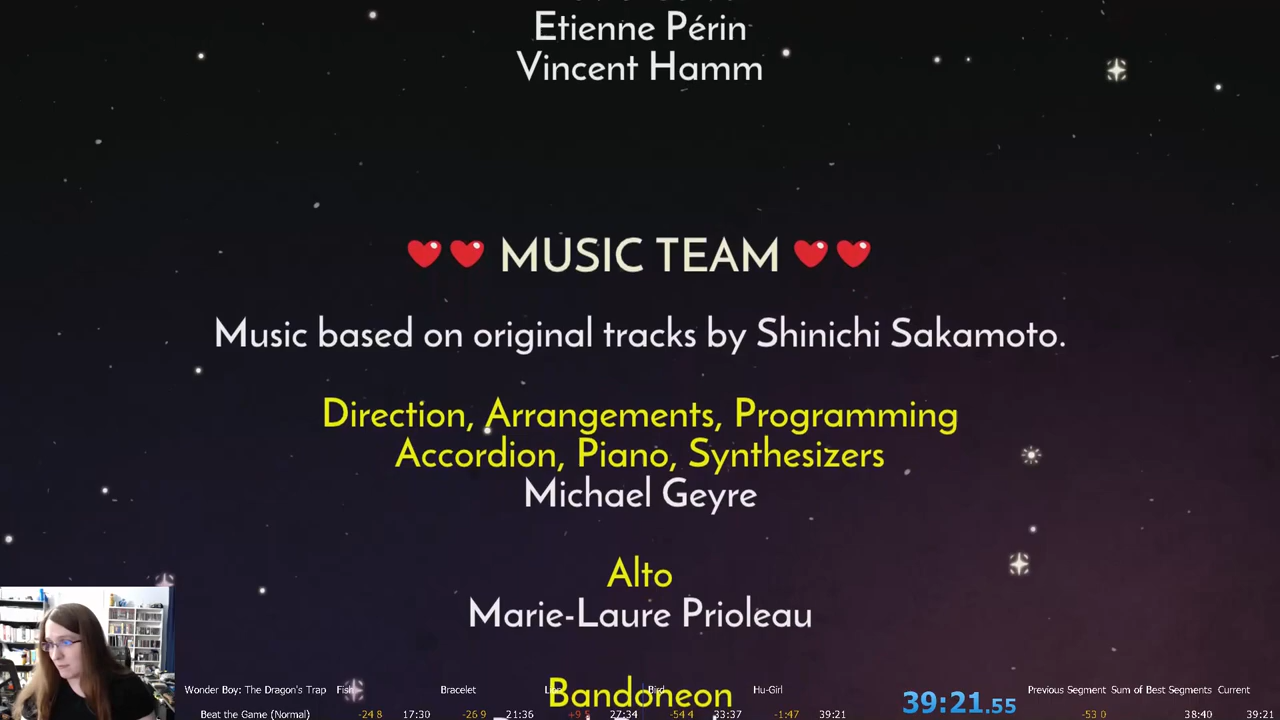 Etienne Périn
Vincent Hamm
MUSIC TEAM
Music based on original tracks by Shinichi Sakamoto.
Direction, Arrangements, Programming
Accordion, Piano, Synthesizers
Michael Geyre
Alto
Marie-Laure Prioleau
Bandoneon
Wonder Boy: The Dragon's Trap Fish Bracelet Bird Hu-Girl 39:21.55 Previous Segment Sum of Best Segments Current
Beat the Game (Normal) -24.8 17:30 -26.9 21:36 27:34 -54.4 33:37 -1:47 39:21 -53.0 38:40 39:21